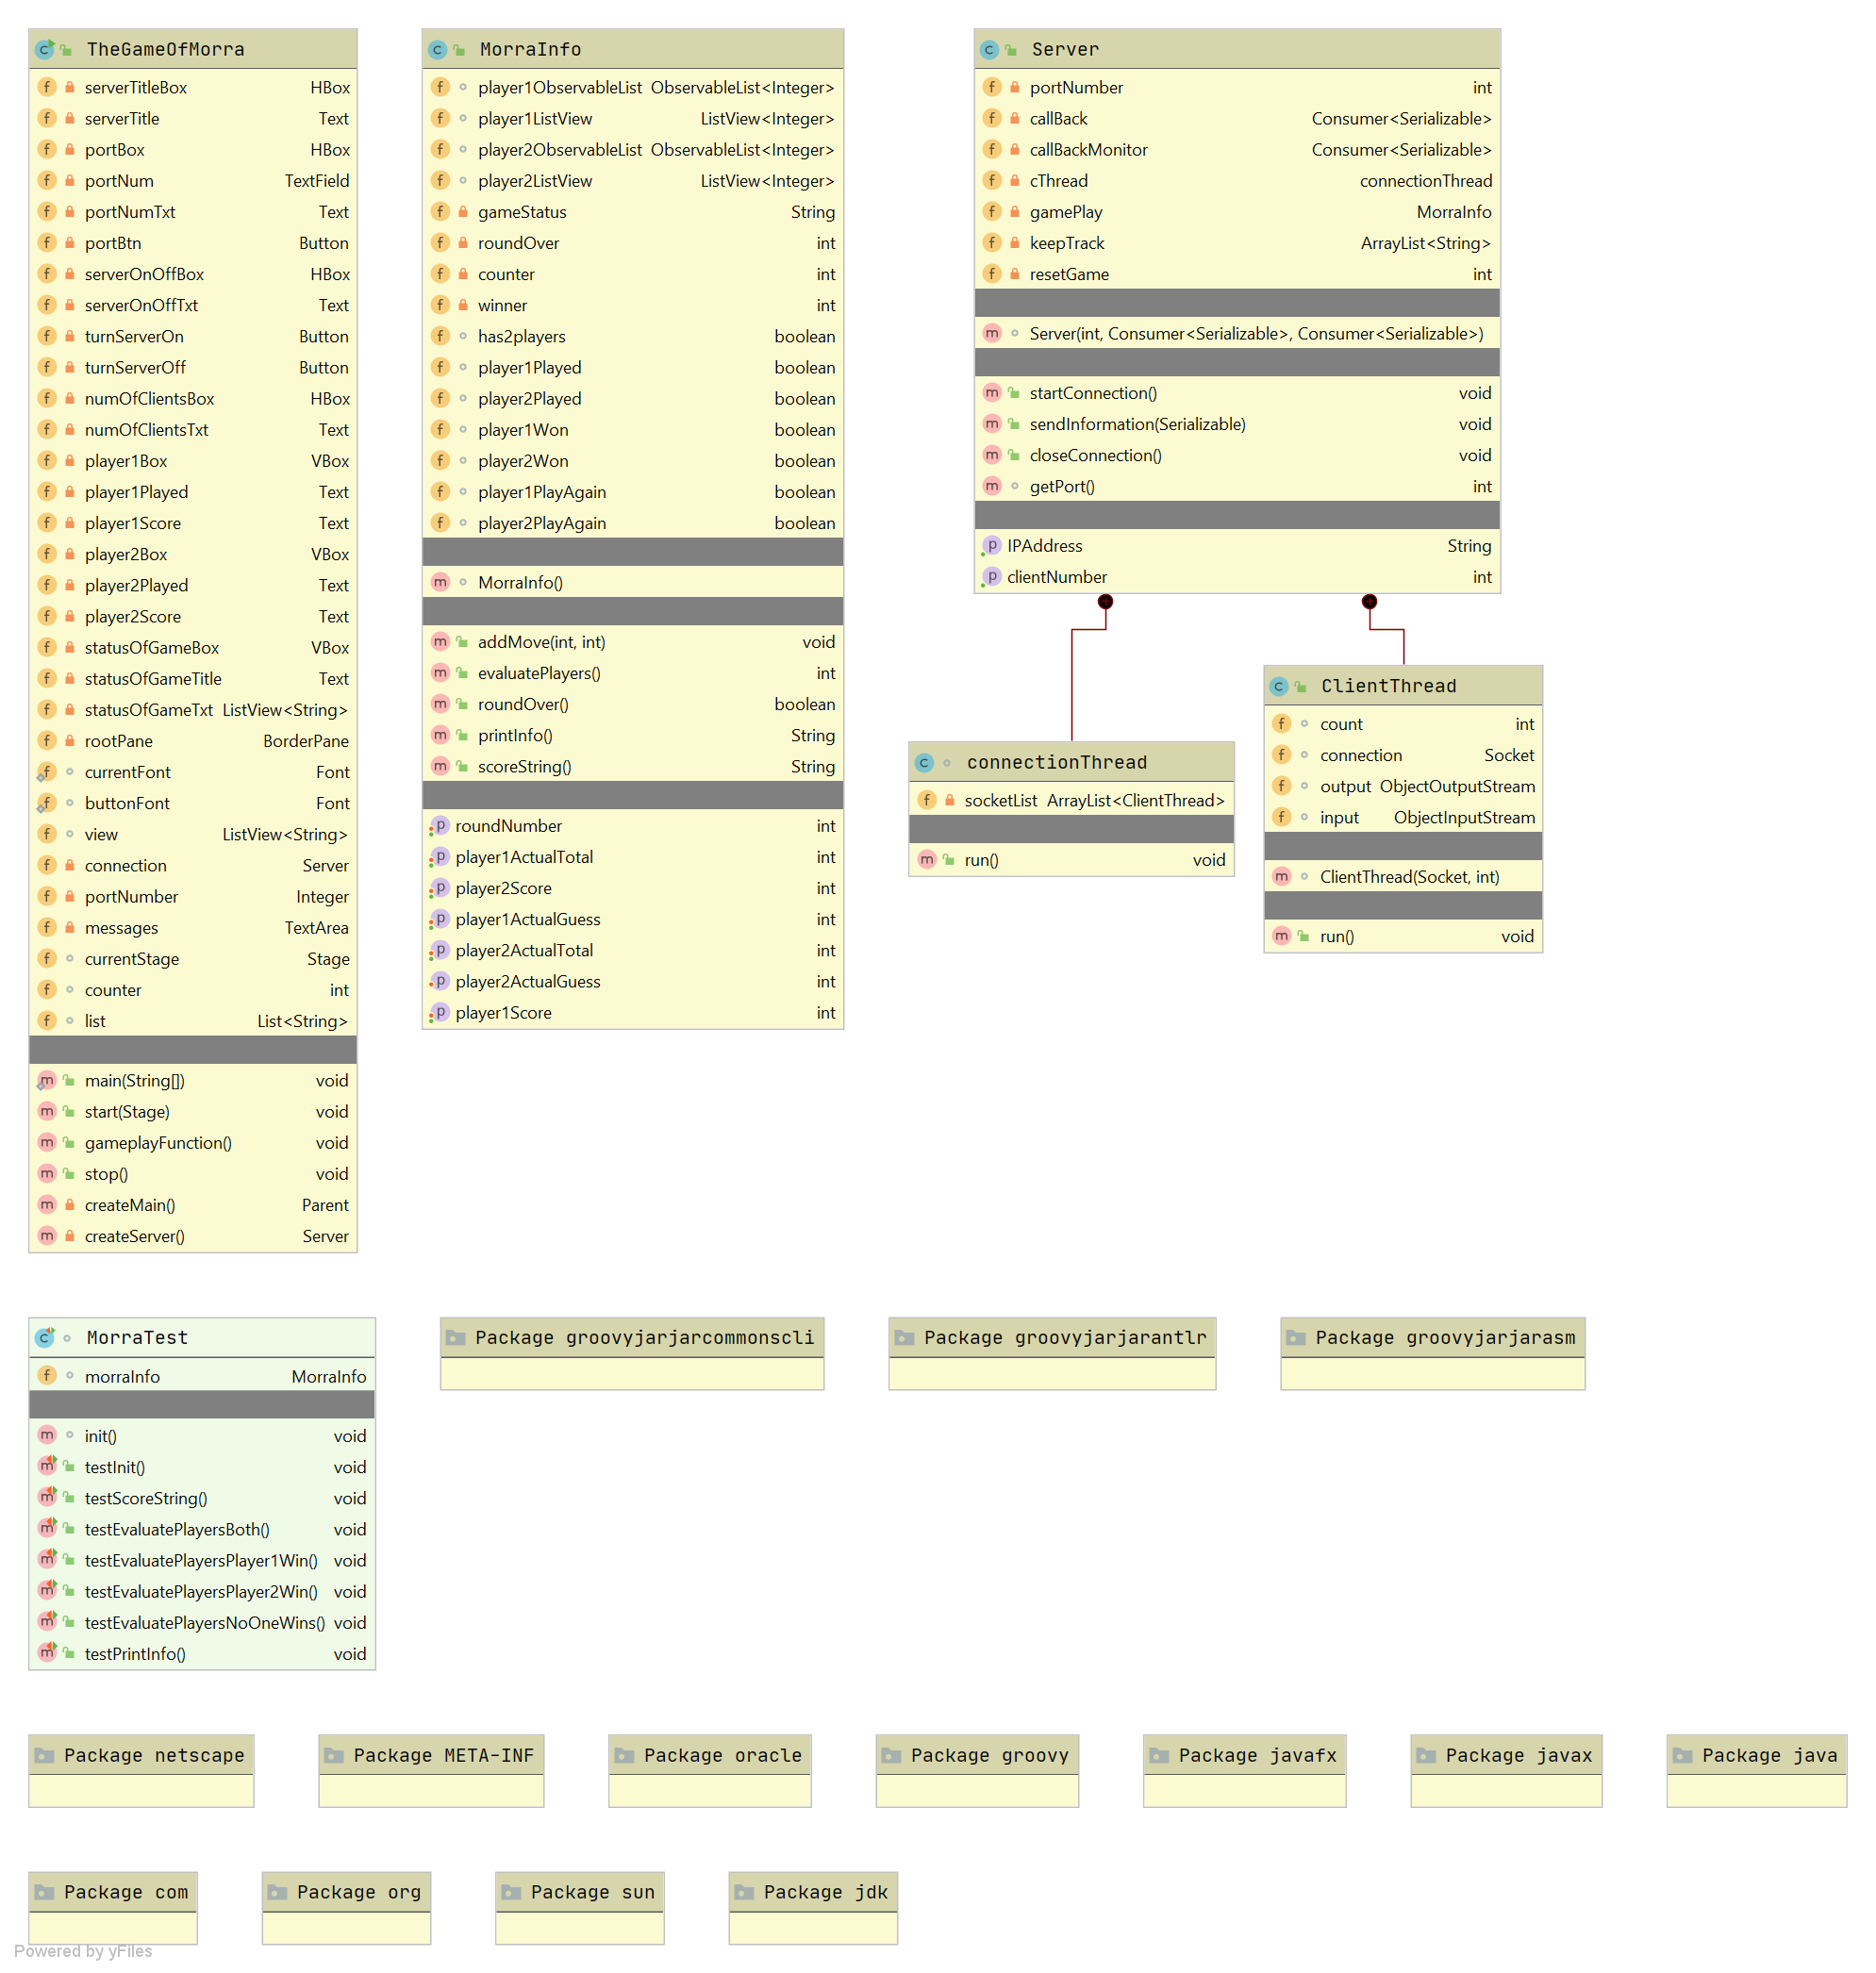 TheGameOfMorra
serverTitleBox HBox
serverTitle Text
portBox HBox
portNum TextField
portNumTxt Text
portBtn Button
serverOnOffBox HBox
serverOnOffTxt Text
turnServerOn Button
turnServerOff Button
numOfClientsBox HBox
numOfClientsTxt Text
player1Box VBox
player1Played Text
player1Score Text
player2Box VBox
player2Played Text
player2Score Text
statusOfGameBox VBox
statusOfGameTitle Text
statusOfGameTxt ListView<String>
rootPane BorderPane
currentFont Font
buttonFont Font
view ListView<String>
connection Server
portNumber Integer
messages TextArea
currentStage Stage
counter int
list List<String>
main(String[]) void
start(Stage) void
gameplayFunction() void
stop() void
createMain() Parent
createServer() Server
MorraInfo
player1ObservableList ObservableList<Integer>
player1ListView ListView<Integer>
player2ObservableList ObservableList<Integer>
player2ListView ListView<Integer>
gameStatus String
roundOver int
counter int
winner int
has2players boolean
player1Played boolean
player2Played boolean
player1Won boolean
player2Won boolean
player1PlayAgain boolean
player2PlayAgain boolean
MorraInfo()
addMove(int, int) void
evaluatePlayers() int
roundOver() boolean
printInfo() String
scoreString() String
roundNumber int
player1ActualTotal int
player2Score int
player1ActualGuess int
player2ActualTotal int
player2ActualGuess int
player1Score int
Server
portNumber int
callBack Consumer<Serializable>
callBackMonitor Consumer<Serializable>
cThread connectionThread
gamePlay MorraInfo
keepTrack ArrayList<String>
resetGame int
Server(int, Consumer<Serializable>, Consumer<Serializable>)
startConnection() void
sendInformation(Serializable) void
closeConnection() void
getPort() int
IPAddress String
clientNumber int
connectionThread
socketList ArrayList<ClientThread>
run() void
ClientThread
count int
connection Socket
output ObjectOutputStream
input ObjectInputStream
ClientThread(Socket, int)
run() void
MorraTest
morraInfo MorraInfo
init() void
testInit() void
testScoreString() void
testEvaluatePlayersBoth() void
testEvaluatePlayersPlayer1Win() void
testEvaluatePlayersPlayer2Win() void
testEvaluatePlayersNoOneWins() void
testPrintInfo() void
Package groovyjarjarcommonscli
Package groovyjarjarantlr
Package groovyjarjarasm
Package netscape
Package META-INF
Package oracle
Package groovy
Package javafx
Package javax
Package java
Package com
Package org
Package sun
Package jdk
Powered by yFiles